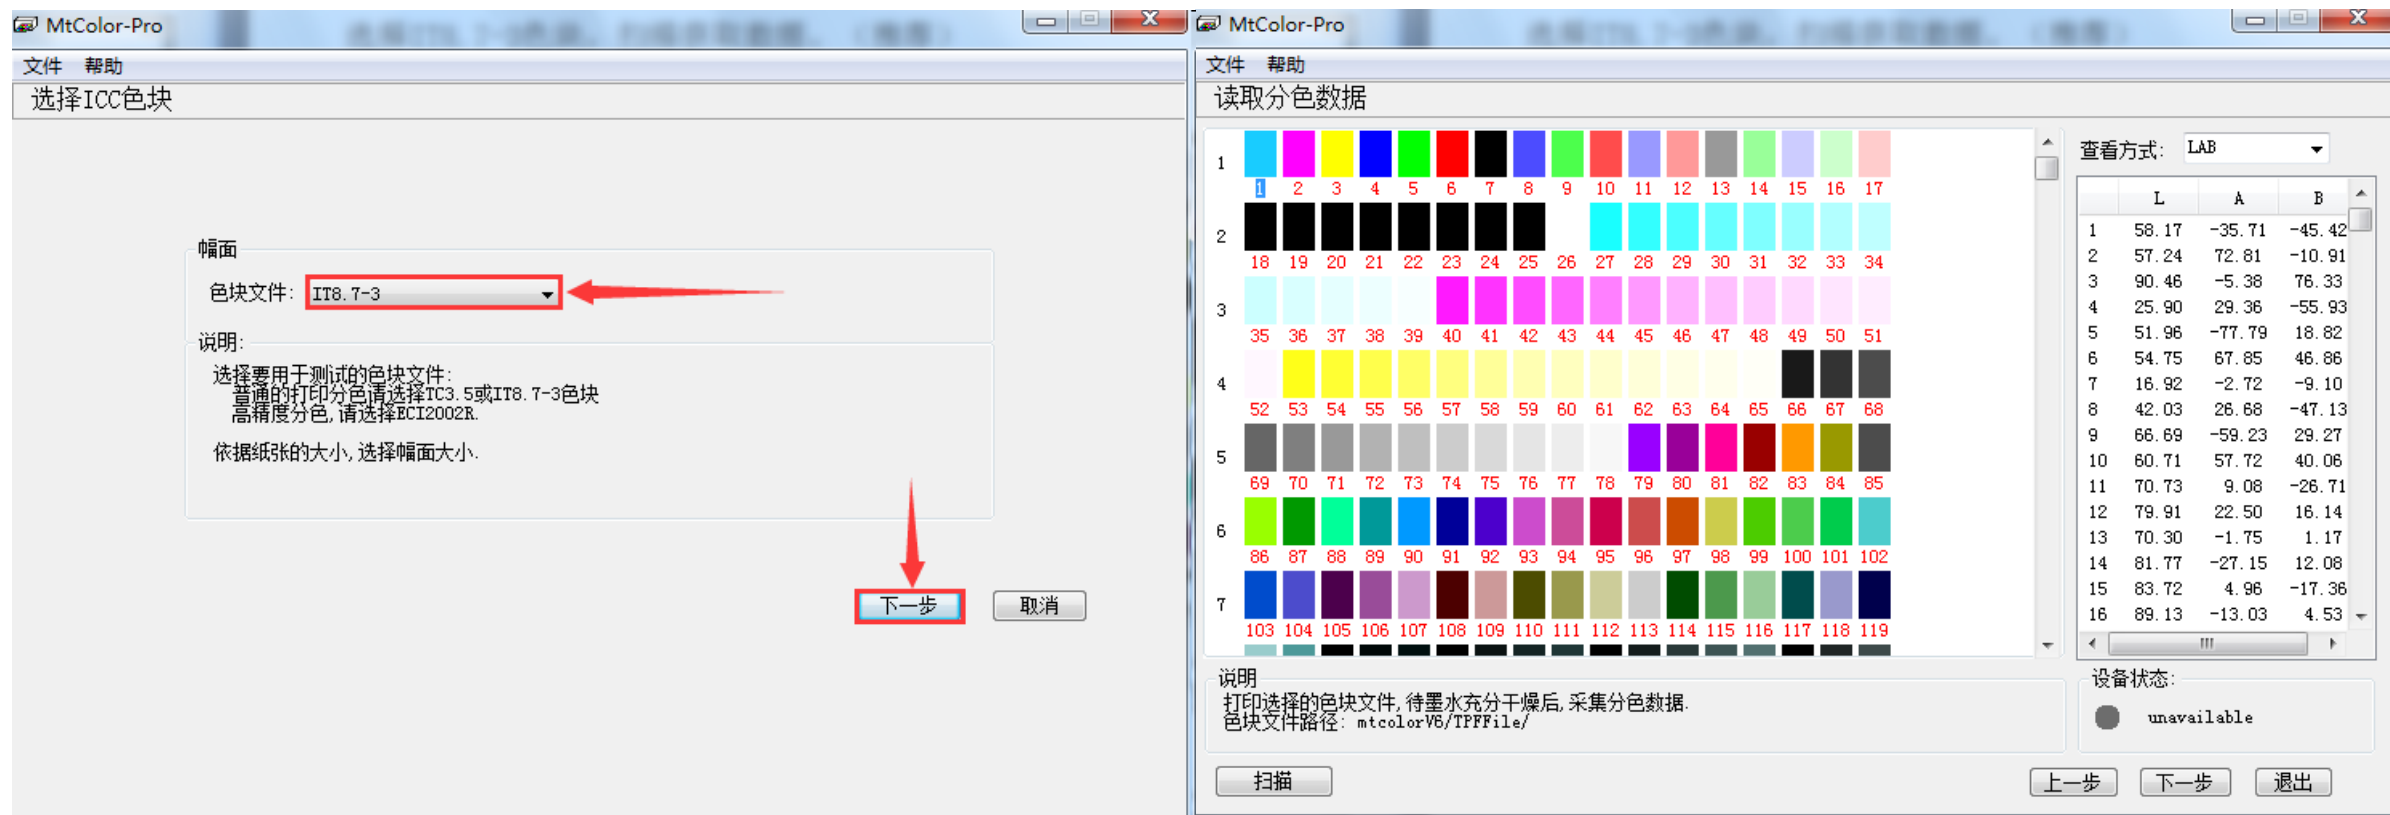 MtColor-Pro
文件 帮助
选择ICC色块
幅面
色块文件: IT8.7-3
说明:
选择要用于测试的色块文件:
普通的打印分色请选择TC3.5或IT8.7-3色块
高精度分色,请选择ECI2002R.
依据纸张的大小,选择幅面大小.
下一步 取消
MtColor-Pro
文件 帮助
读取分色数据
1
1 2 3 4 5 6 7 8 9 10 11 12 13 14 15 16 17
2
18 19 20 21 22 23 24 25 26 27 28 29 30 31 32 33 34
3
35 36 37 38 39 40 41 42 43 44 45 46 47 48 49 50 51
4
52 53 54 55 56 57 58 59 60 61 62 63 64 65 66 67 68
5
69 70 71 72 73 74 75 76 77 78 79 80 81 82 83 84 85
6
86 87 88 89 90 91 92 93 94 95 96 97 98 99 100 101 102
7
103 104 105 106 107 108 109 110 111 112 113 114 115 116 117 118 119
查看方式: LAB
L A B
1 58.17 -35.71 -45.42
2 57.24 72.81 -10.91
3 90.46 -5.38 76.33
4 25.90 29.36 -55.93
5 51.96 -77.79 18.82
6 54.75 67.85 46.86
7 16.92 -2.72 -9.10
8 42.03 26.68 -47.13
9 66.69 -59.23 29.27
10 60.71 57.72 40.06
11 70.73 9.08 -26.71
12 79.91 22.50 16.14
13 70.30 -1.75 1.17
14 81.77 -27.15 12.08
15 83.72 4.96 -17.36
16 89.13 -13.03 4.53
说明
打印选择的色块文件,待墨水充分干燥后,采集分色数据.
色块文件路径: mtcolorV6/TPFFile/
设备状态:
unavailable
扫描 上一步 下一步 退出